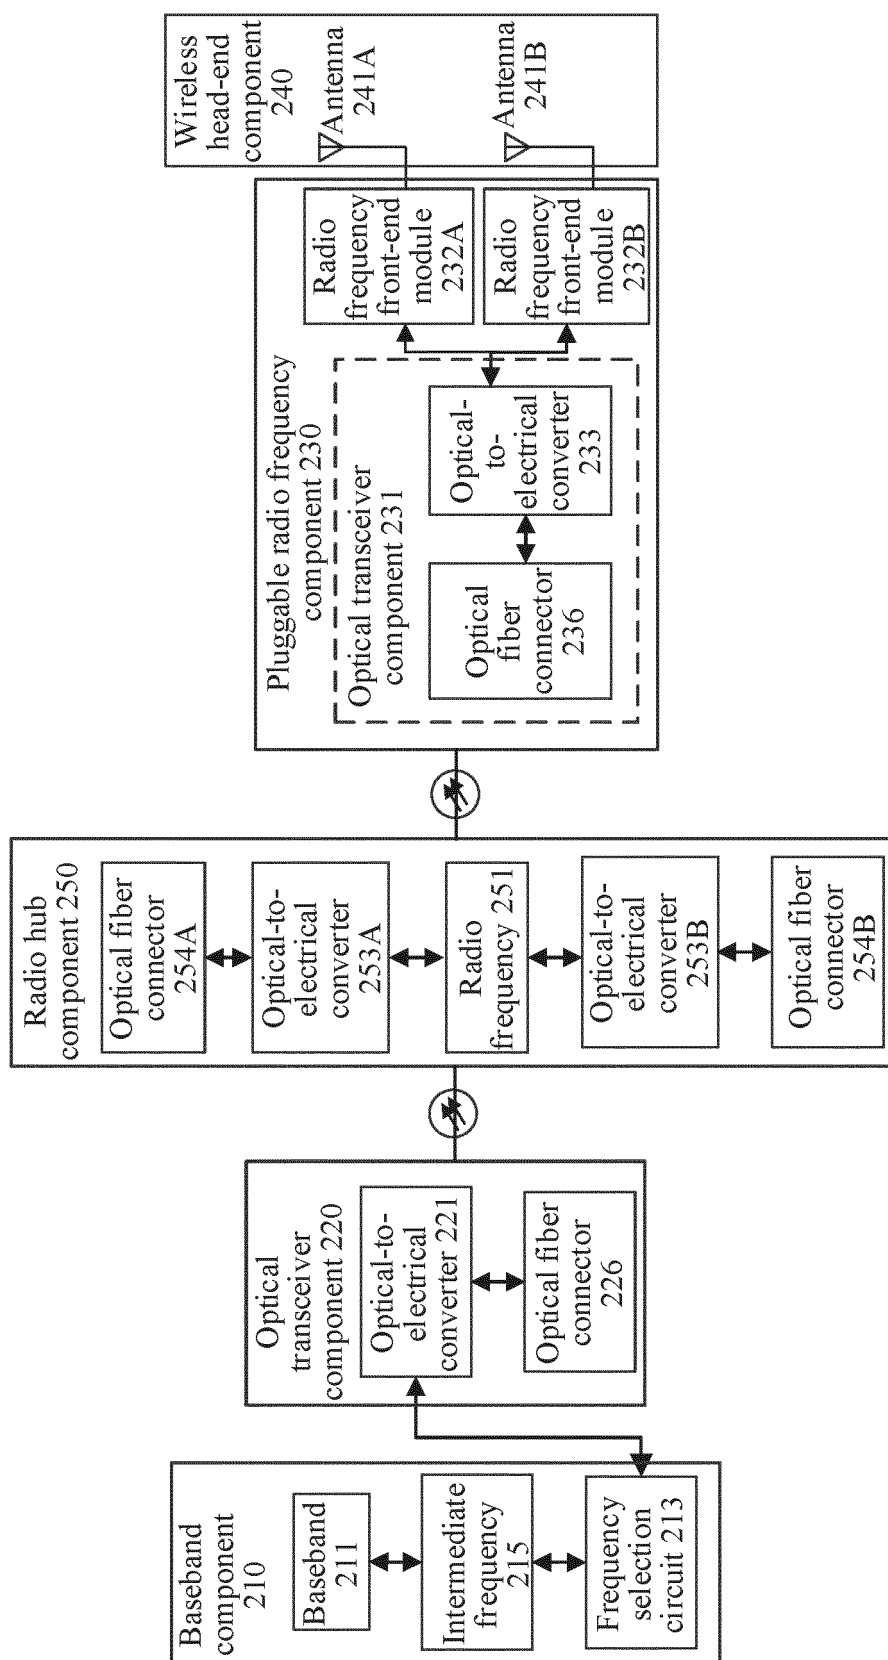 Baseband
component
210
Baseband
211
Intermediate
frequency
215
Frequency
selection
circuit 213
Optical
transceiver
component 220
Optical-to-
electrical
converter 221
Optical fiber
connector
226
Radio hub
component 250
Optical fiber
connector
254A
Optical-to-
electrical
converter
253A
Radio
frequency 251
Optical-to-
electrical
converter
253B
Optical fiber
connector
254B
Pluggable radio frequency
component 230
Optical transceiver
component 231
Optical
fiber
connector
236
Optical-
to-
electrical
converter
233
Radio
frequency
front-end
module
232A
Radio
frequency
front-end
module
232B
Wireless
head-end
component
240
Antenna
241A
Antenna
241B